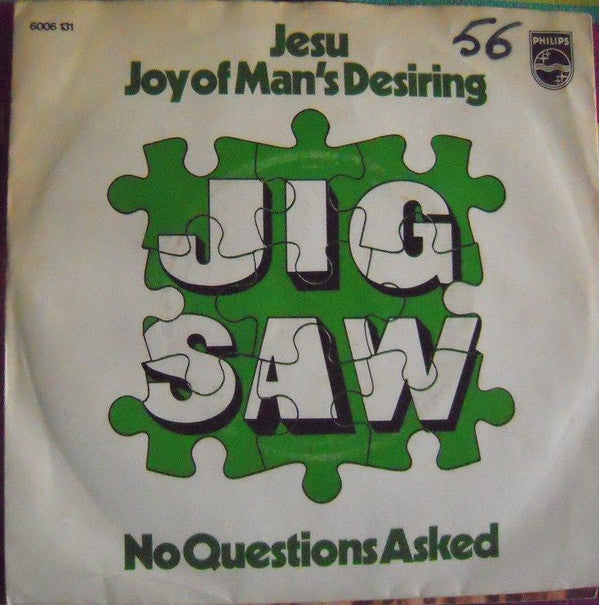 6006 131
Jesu
56
PHILIPS
Joy of Man's Desiring
JIG
SAW
No Questions Asked